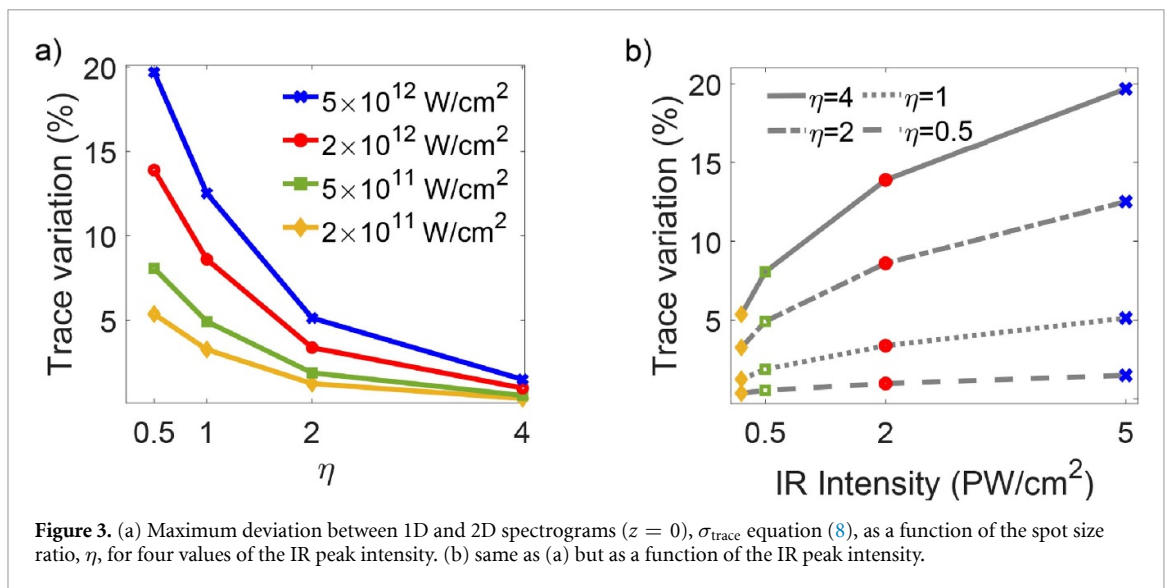 a)
Trace variation (%)
20
15
10
5
5×10¹² W/cm²
2×10¹² W/cm²
5×10¹¹ W/cm²
2×10¹¹ W/cm²
0.5 1 2 4
η
b)
Trace variation (%)
20
15
10
5
η=4 η=1
η=2 η=0.5
0.5 2 5
IR Intensity (PW/cm²)
Figure 3. (a) Maximum deviation between 1D and 2D spectrograms (z = 0), σtrace equation (8), as a function of the spot size
ratio, η, for four values of the IR peak intensity. (b) same as (a) but as a function of the IR peak intensity.